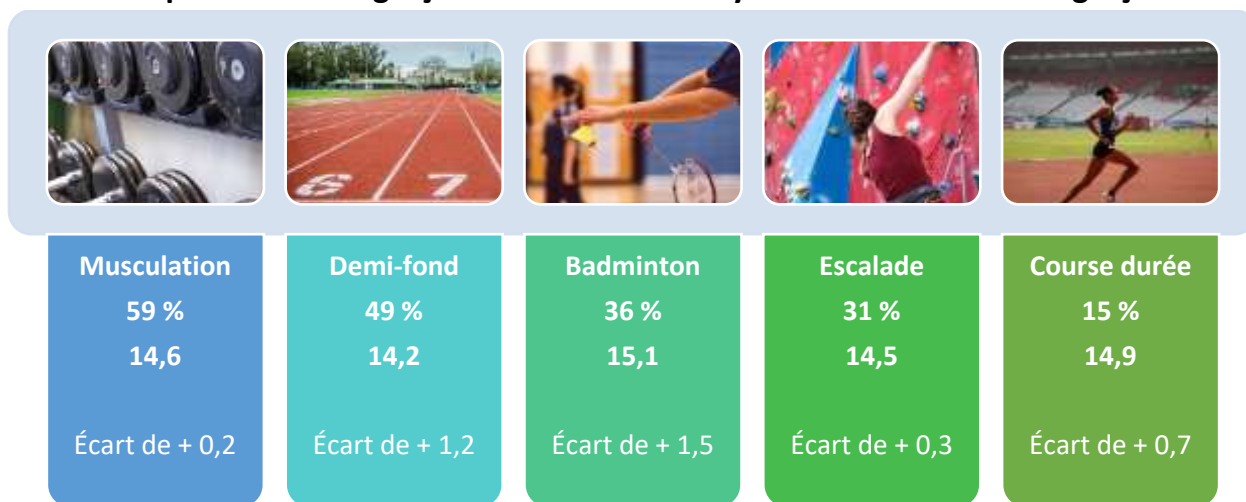 6 7
Musculation
59 %
14,6
Écart de + 0,2
Demi-fond
49 %
14,2
Écart de + 1,2
Badminton
36 %
15,1
Écart de + 1,5
Escalade
31 %
14,5
Écart de + 0,3
Course durée
15 %
14,9
Écart de + 0,7